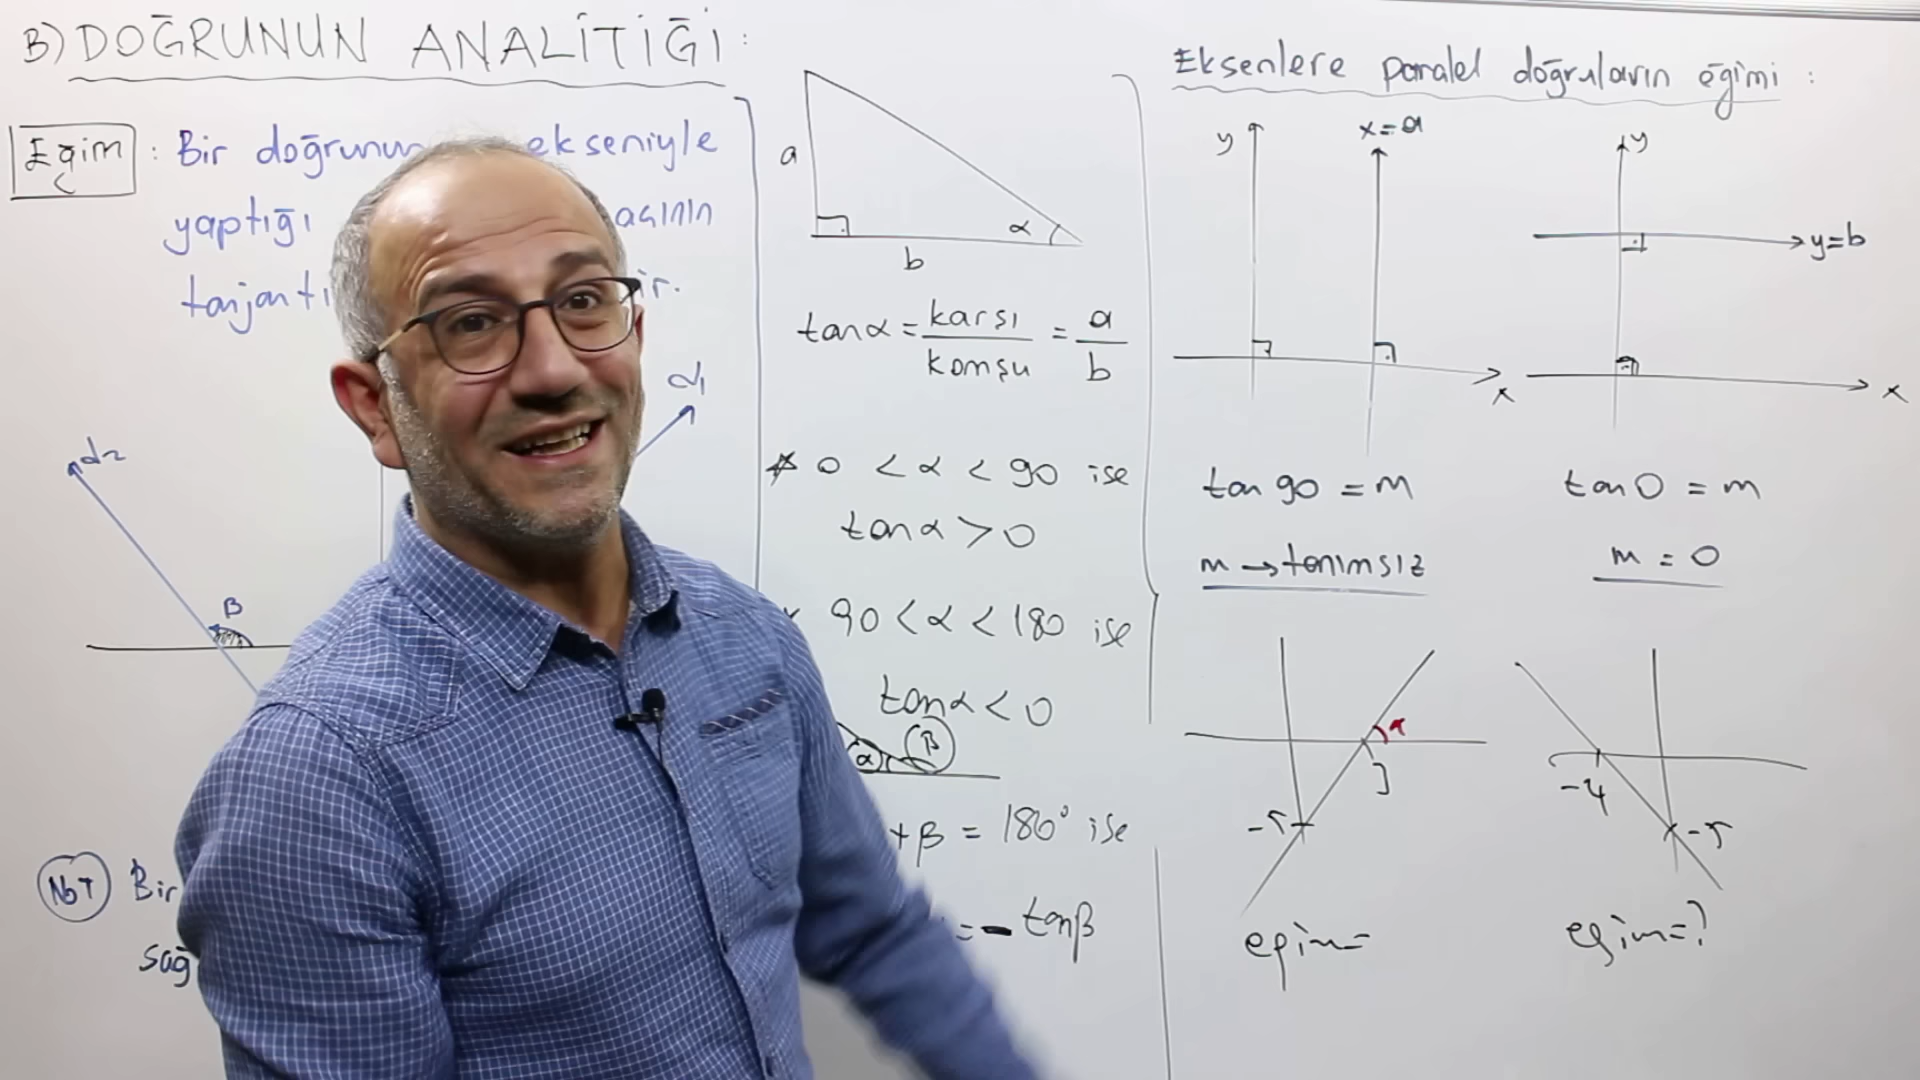 B) DOĞRUNUN ANALİTİĞİ:
Eğim : Bir doğrunun ekseniyle
yaptığı açının
tanjantı
d₁
d₂
β
NOT Bir
sağ
a
b
α
tanα = karşı / komşu = a / b
* 0 < α < 90 ise
tanα > 0
90 < α < 180 ise
tanα < 0
α β
+ β = 180° ise
= - tanβ
Eksenlere paralel doğruların eğimi :
y x=a
x
y
y=b
x
tan 90 = m
m → tanımsız
tan 0 = m
m = 0
α
3
-5
eğim=
-4
-5
eğim=?